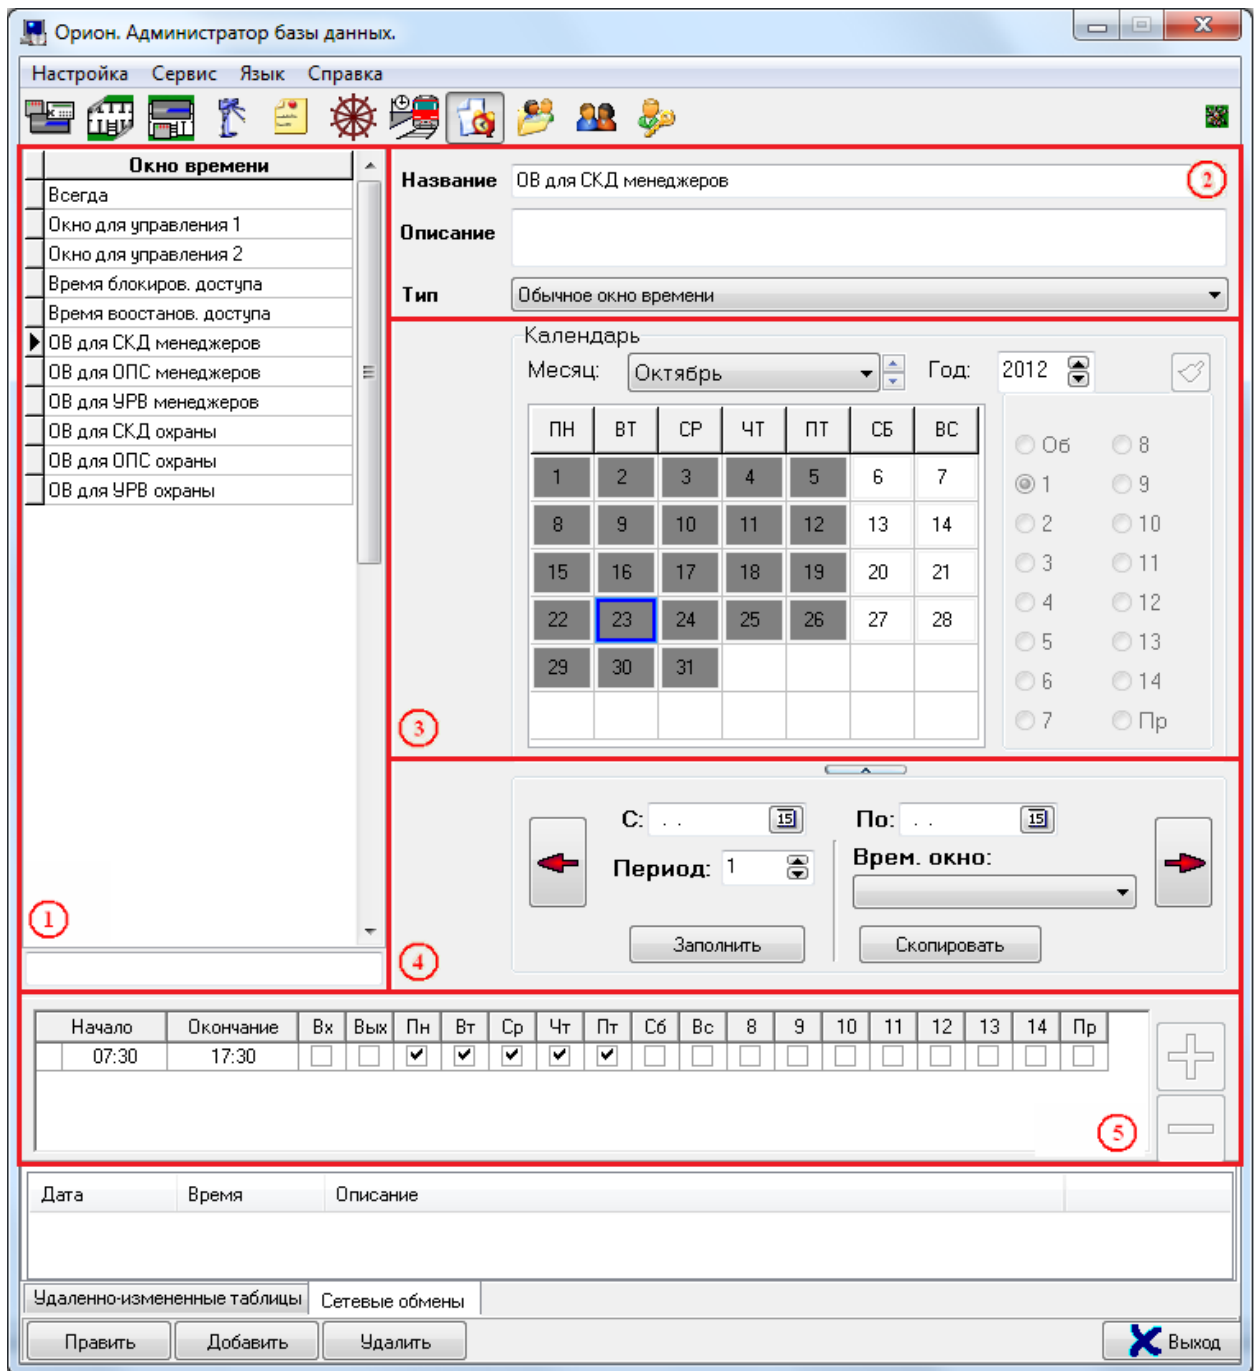 Орион. Администратор базы данных.
Настройка Сервис Язык Справка
Окно времени
Всегда
Окно для управления 1
Окно для управления 2
Время блокиров. доступа
Время воостанов. доступа
ОВ для СКД менеджеров
ОВ для ОПС менеджеров
ОВ для УРВ менеджеров
ОВ для СКД охраны
ОВ для ОПС охраны
ОВ для УРВ охраны
1
Название ОВ для СКД менеджеров 2
Описание
Тип Обычное окно времени
Календарь
Месяц: Октябрь Год: 2012
ПН ВТ СР ЧТ ПТ СБ ВС
1 2 3 4 5 6 7
8 9 10 11 12 13 14
15 16 17 18 19 20 21
22 23 24 25 26 27 28
29 30 31
Об 8
1 9
2 10
3 11
4 12
5 13
6 14
7 Пр
3
С: . . 15 По: . . 15
Период: 1 Врем. окно:
Заполнить Скопировать
4
Начало Окончание Вх Вых Пн Вт Ср Чт Пт Сб Вс 8 9 10 11 12 13 14 Пр
07:30 17:30
5
Дата Время Описание
Удаленно-измененные таблицы Сетевые обмены
Править Добавить Удалить Выход